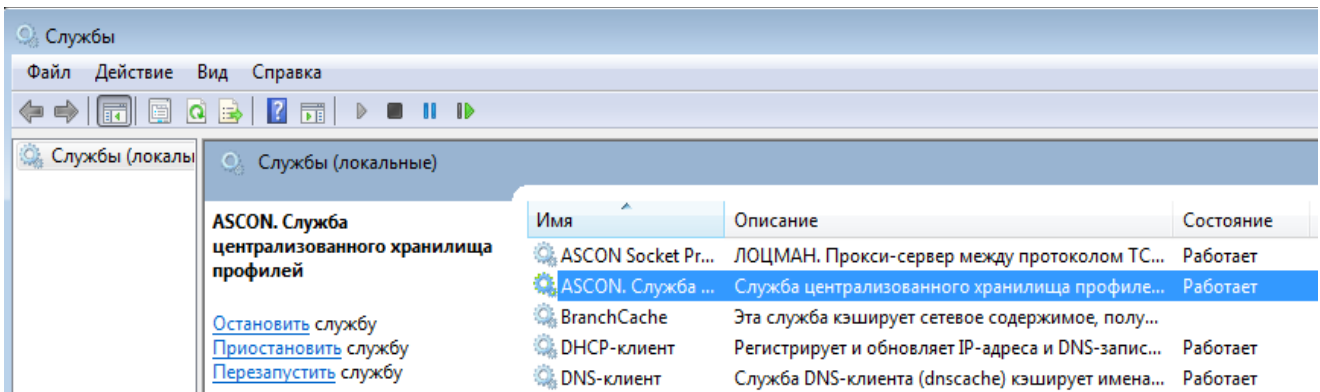 Службы
Файл Действие Вид Справка
Службы (локалы
Службы (локальные)
ASCON. Служба
централизованного хранилища
профилей
Остановить службу
Приостановить службу
Перезапустить службу
Имя Описание Состояние
ASCON Socket Pr... ЛОЦМАН. Прокси-сервер между протоколом TC... Работает
ASCON. Служба ... Служба централизованного хранилища профиле... Работает
BranchCache Эта служба кэширует сетевое содержимое, полу...
DHCP-клиент Регистрирует и обновляет IP-адреса и DNS-запис... Работает
DNS-клиент Служба DNS-клиента (dnscache) кэширует имена... Работает